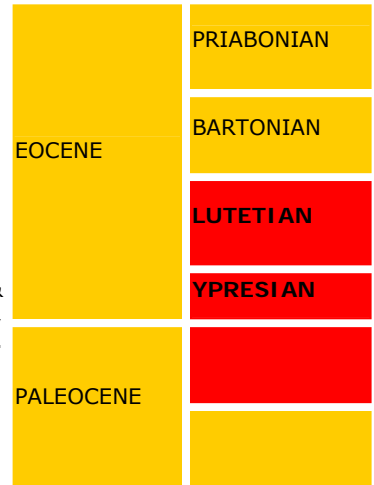 PRIABONIAN
BARTONIAN
EOCENE
LUTETIAN
YPRESIAN
PALEOCENE